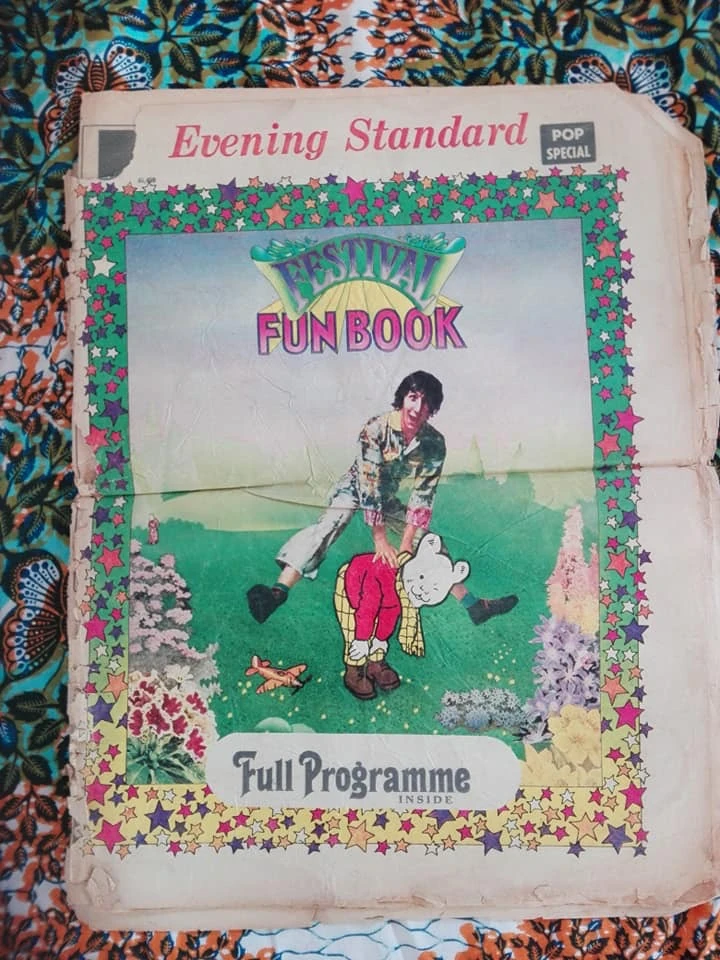 Evening Standard
POP
SPECIAL
FESTIVAL
FUN BOOK
Full Programme
INSIDE